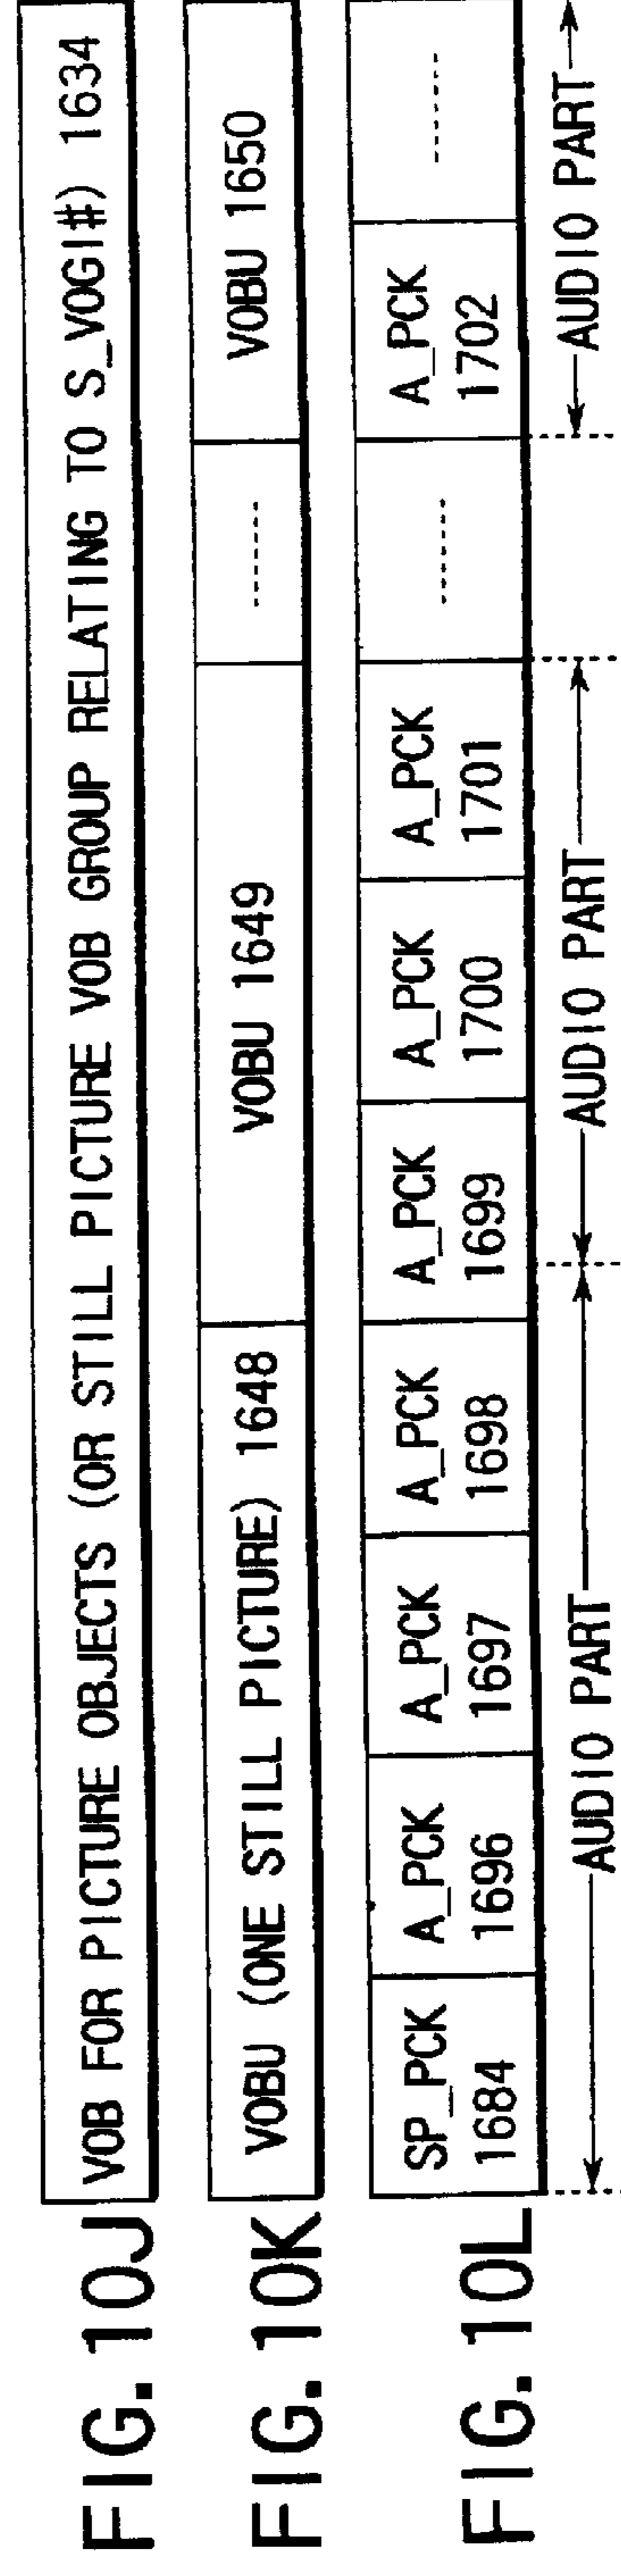 FIG. 10J
VOB FOR PICTURE OBJECTS (OR STILL PICTURE VOB GROUP RELATING TO S_VOGI#) 1634
FIG. 10K
VOBU (ONE STILL PICTURE) 1648
VOBU 1649
------
VOBU 1650
FIG. 10L
SP_PCK
1684
A_PCK
1696
A_PCK
1697
A_PCK
1698
A_PCK
1699
A_PCK
1700
A_PCK
1701
------
A_PCK
1702
------
AUDIO PART
AUDIO PART
AUDIO PART